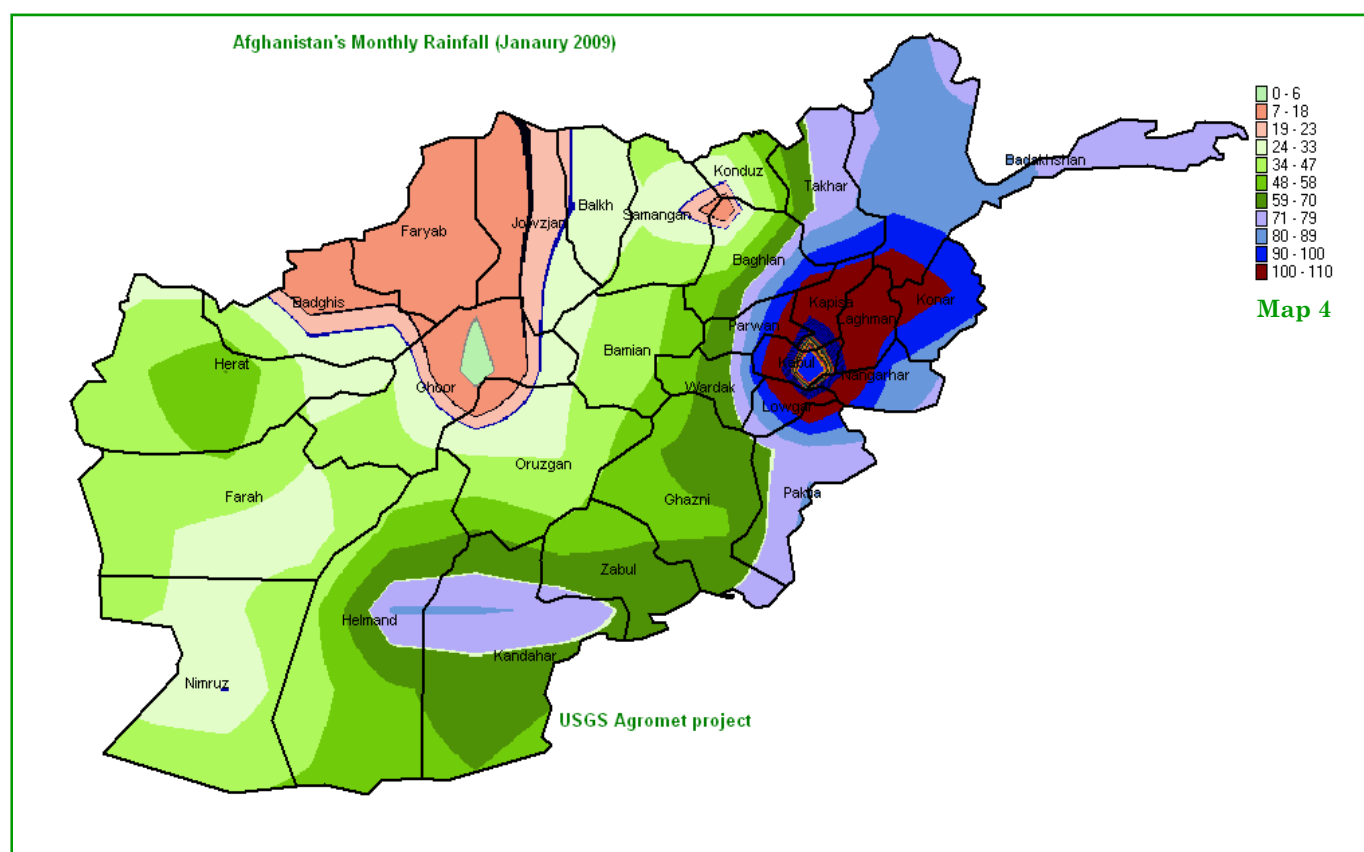 Afghanistan's Monthly Rainfall (Janaury 2009)
0 - 6
7 - 18
19 - 23
24 - 33
34 - 47
48 - 58
59 - 70
71 - 79
80 - 89
90 - 100
100 - 110
Map 4
Badakhshan
Konduz
Takhar
Balkh
Samangan
Jowzjan
Faryab
Baghlan
Badghis
Kapisa
Konar
Laghman
Parwan
Bamian
Herat
Kabul
Nangarhar
Ghoor
Wardak
Lowgar
Oruzgan
Farah
Ghazni
Paktia
Zabul
Helmand
Kandahar
Nimruz
USGS Agromet project